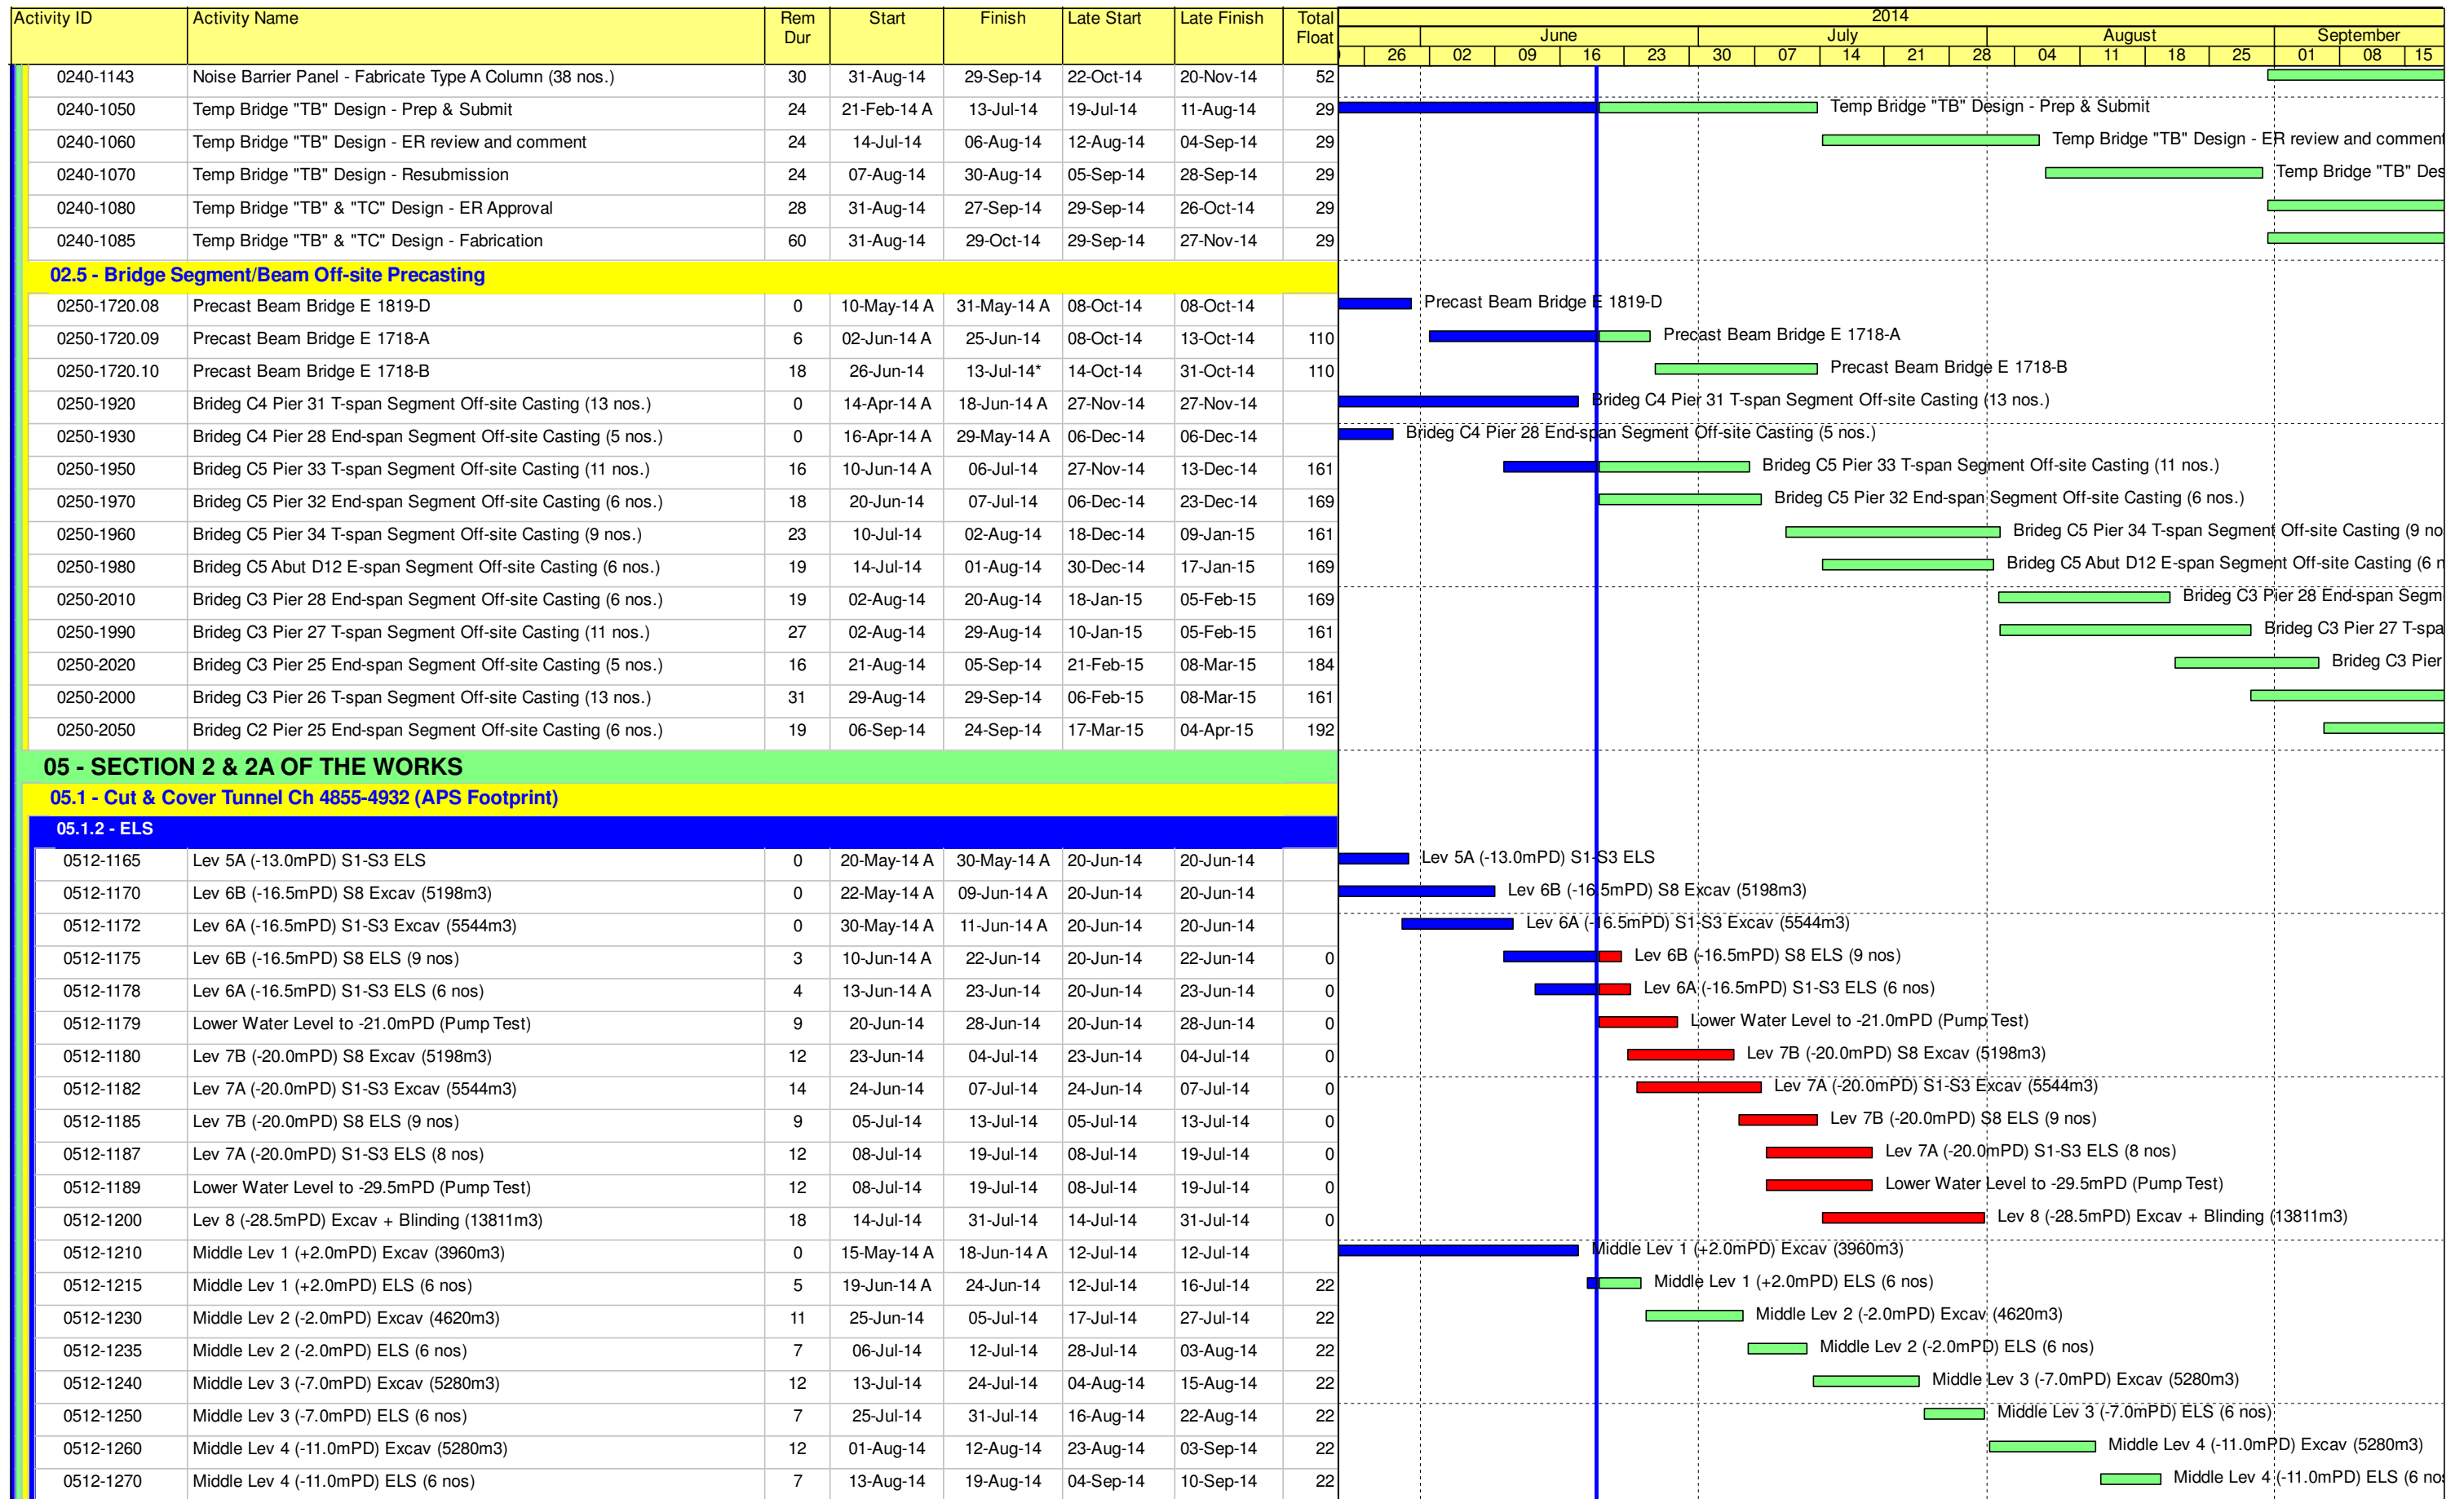 Activity ID Activity Name Rem Dur Start Finish Late Start Late Finish Total Float 2014
June July August September
26 02 09 16 23 30 07 14 21 28 04 11 18 25 01 08 15
0240-1143 Noise Barrier Panel - Fabricate Type A Column (38 nos.) 30 31-Aug-14 29-Sep-14 22-Oct-14 20-Nov-14 52
0240-1050 Temp Bridge "TB" Design - Prep & Submit 24 21-Feb-14 A 13-Jul-14 19-Jul-14 11-Aug-14 29 Temp Bridge "TB" Design - Prep & Submit
0240-1060 Temp Bridge "TB" Design - ER review and comment 24 14-Jul-14 06-Aug-14 12-Aug-14 04-Sep-14 29 Temp Bridge "TB" Design - ER review and comment
0240-1070 Temp Bridge "TB" Design - Resubmission 24 07-Aug-14 30-Aug-14 05-Sep-14 28-Sep-14 29 Temp Bridge "TB" Des
0240-1080 Temp Bridge "TB" & "TC" Design - ER Approval 28 31-Aug-14 27-Sep-14 29-Sep-14 26-Oct-14 29
0240-1085 Temp Bridge "TB" & "TC" Design - Fabrication 60 31-Aug-14 29-Oct-14 29-Sep-14 27-Nov-14 29
02.5 - Bridge Segment/Beam Off-site Precasting
0250-1720.08 Precast Beam Bridge E 1819-D 0 10-May-14 A 31-May-14 A 08-Oct-14 08-Oct-14 Precast Beam Bridge E 1819-D
0250-1720.09 Precast Beam Bridge E 1718-A 6 02-Jun-14 A 25-Jun-14 08-Oct-14 13-Oct-14 110 Precast Beam Bridge E 1718-A
0250-1720.10 Precast Beam Bridge E 1718-B 18 26-Jun-14 13-Jul-14* 14-Oct-14 31-Oct-14 110 Precast Beam Bridge E 1718-B
0250-1920 Brideg C4 Pier 31 T-span Segment Off-site Casting (13 nos.) 0 14-Apr-14 A 18-Jun-14 A 27-Nov-14 27-Nov-14 Brideg C4 Pier 31 T-span Segment Off-site Casting (13 nos.)
0250-1930 Brideg C4 Pier 28 End-span Segment Off-site Casting (5 nos.) 0 16-Apr-14 A 29-May-14 A 06-Dec-14 06-Dec-14 Brideg C4 Pier 28 End-span Segment Off-site Casting (5 nos.)
0250-1950 Brideg C5 Pier 33 T-span Segment Off-site Casting (11 nos.) 16 10-Jun-14 A 06-Jul-14 27-Nov-14 13-Dec-14 161 Brideg C5 Pier 33 T-span Segment Off-site Casting (11 nos.)
0250-1970 Brideg C5 Pier 32 End-span Segment Off-site Casting (6 nos.) 18 20-Jun-14 07-Jul-14 06-Dec-14 23-Dec-14 169 Brideg C5 Pier 32 End-span Segment Off-site Casting (6 nos.)
0250-1960 Brideg C5 Pier 34 T-span Segment Off-site Casting (9 nos.) 23 10-Jul-14 02-Aug-14 18-Dec-14 09-Jan-15 161 Brideg C5 Pier 34 T-span Segment Off-site Casting (9 no
0250-1980 Brideg C5 Abut D12 E-span Segment Off-site Casting (6 nos.) 19 14-Jul-14 01-Aug-14 30-Dec-14 17-Jan-15 169 Brideg C5 Abut D12 E-span Segment Off-site Casting (6 n
0250-2010 Brideg C3 Pier 28 End-span Segment Off-site Casting (6 nos.) 19 02-Aug-14 20-Aug-14 18-Jan-15 05-Feb-15 169 Brideg C3 Pier 28 End-span Segm
0250-1990 Brideg C3 Pier 27 T-span Segment Off-site Casting (11 nos.) 27 02-Aug-14 29-Aug-14 10-Jan-15 05-Feb-15 161 Brideg C3 Pier 27 T-spa
0250-2020 Brideg C3 Pier 25 End-span Segment Off-site Casting (5 nos.) 16 21-Aug-14 05-Sep-14 21-Feb-15 08-Mar-15 184 Brideg C3 Pier
0250-2000 Brideg C3 Pier 26 T-span Segment Off-site Casting (13 nos.) 31 29-Aug-14 29-Sep-14 06-Feb-15 08-Mar-15 161
0250-2050 Brideg C2 Pier 25 End-span Segment Off-site Casting (6 nos.) 19 06-Sep-14 24-Sep-14 17-Mar-15 04-Apr-15 192
05 - SECTION 2 & 2A OF THE WORKS
05.1 - Cut & Cover Tunnel Ch 4855-4932 (APS Footprint)
05.1.2 - ELS
0512-1165 Lev 5A (-13.0mPD) S1-S3 ELS 0 20-May-14 A 30-May-14 A 20-Jun-14 20-Jun-14 Lev 5A (-13.0mPD) S1-S3 ELS
0512-1170 Lev 6B (-16.5mPD) S8 Excav (5198m3) 0 22-May-14 A 09-Jun-14 A 20-Jun-14 20-Jun-14 Lev 6B (-16.5mPD) S8 Excav (5198m3)
0512-1172 Lev 6A (-16.5mPD) S1-S3 Excav (5544m3) 0 30-May-14 A 11-Jun-14 A 20-Jun-14 20-Jun-14 Lev 6A (-16.5mPD) S1-S3 Excav (5544m3)
0512-1175 Lev 6B (-16.5mPD) S8 ELS (9 nos) 3 10-Jun-14 A 22-Jun-14 20-Jun-14 22-Jun-14 0 Lev 6B (-16.5mPD) S8 ELS (9 nos)
0512-1178 Lev 6A (-16.5mPD) S1-S3 ELS (6 nos) 4 13-Jun-14 A 23-Jun-14 20-Jun-14 23-Jun-14 0 Lev 6A (-16.5mPD) S1-S3 ELS (6 nos)
0512-1179 Lower Water Level to -21.0mPD (Pump Test) 9 20-Jun-14 28-Jun-14 20-Jun-14 28-Jun-14 0 Lower Water Level to -21.0mPD (Pump Test)
0512-1180 Lev 7B (-20.0mPD) S8 Excav (5198m3) 12 23-Jun-14 04-Jul-14 23-Jun-14 04-Jul-14 0 Lev 7B (-20.0mPD) S8 Excav (5198m3)
0512-1182 Lev 7A (-20.0mPD) S1-S3 Excav (5544m3) 14 24-Jun-14 07-Jul-14 24-Jun-14 07-Jul-14 0 Lev 7A (-20.0mPD) S1-S3 Excav (5544m3)
0512-1185 Lev 7B (-20.0mPD) S8 ELS (9 nos) 9 05-Jul-14 13-Jul-14 05-Jul-14 13-Jul-14 0 Lev 7B (-20.0mPD) S8 ELS (9 nos)
0512-1187 Lev 7A (-20.0mPD) S1-S3 ELS (8 nos) 12 08-Jul-14 19-Jul-14 08-Jul-14 19-Jul-14 0 Lev 7A (-20.0mPD) S1-S3 ELS (8 nos)
0512-1189 Lower Water Level to -29.5mPD (Pump Test) 12 08-Jul-14 19-Jul-14 08-Jul-14 19-Jul-14 0 Lower Water Level to -29.5mPD (Pump Test)
0512-1200 Lev 8 (-28.5mPD) Excav + Blinding (13811m3) 18 14-Jul-14 31-Jul-14 14-Jul-14 31-Jul-14 0 Lev 8 (-28.5mPD) Excav + Blinding (13811m3)
0512-1210 Middle Lev 1 (+2.0mPD) Excav (3960m3) 0 15-May-14 A 18-Jun-14 A 12-Jul-14 12-Jul-14 Middle Lev 1 (+2.0mPD) Excav (3960m3)
0512-1215 Middle Lev 1 (+2.0mPD) ELS (6 nos) 5 19-Jun-14 A 24-Jun-14 12-Jul-14 16-Jul-14 22 Middle Lev 1 (+2.0mPD) ELS (6 nos)
0512-1230 Middle Lev 2 (-2.0mPD) Excav (4620m3) 11 25-Jun-14 05-Jul-14 17-Jul-14 27-Jul-14 22 Middle Lev 2 (-2.0mPD) Excav (4620m3)
0512-1235 Middle Lev 2 (-2.0mPD) ELS (6 nos) 7 06-Jul-14 12-Jul-14 28-Jul-14 03-Aug-14 22 Middle Lev 2 (-2.0mPD) ELS (6 nos)
0512-1240 Middle Lev 3 (-7.0mPD) Excav (5280m3) 12 13-Jul-14 24-Jul-14 04-Aug-14 15-Aug-14 22 Middle Lev 3 (-7.0mPD) Excav (5280m3)
0512-1250 Middle Lev 3 (-7.0mPD) ELS (6 nos) 7 25-Jul-14 31-Jul-14 16-Aug-14 22-Aug-14 22 Middle Lev 3 (-7.0mPD) ELS (6 nos)
0512-1260 Middle Lev 4 (-11.0mPD) Excav (5280m3) 12 01-Aug-14 12-Aug-14 23-Aug-14 03-Sep-14 22 Middle Lev 4 (-11.0mPD) Excav (5280m3)
0512-1270 Middle Lev 4 (-11.0mPD) ELS (6 nos) 7 13-Aug-14 19-Aug-14 04-Sep-14 10-Sep-14 22 Middle Lev 4 (-11.0mPD) ELS (6 nos